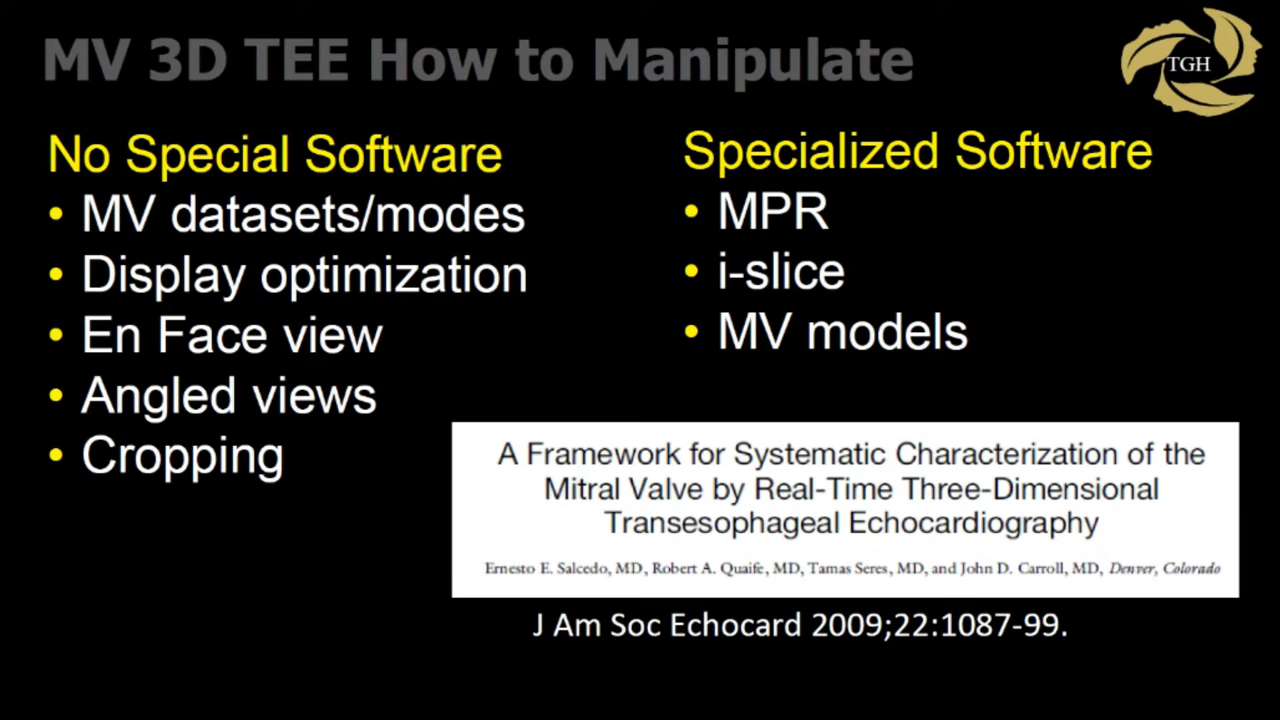 MV 3D TEE How to Manipulate
TGH
No Special Software
• MV datasets/modes
• Display optimization
• En Face view
• Angled views
• Cropping
Specialized Software
• MPR
• i-slice
• MV models
A Framework for Systematic Characterization of the
Mitral Valve by Real-Time Three-Dimensional
Transesophageal Echocardiography
Ernesto E. Salcedo, MD, Robert A. Quaife, MD, Tamas Seres, MD, and John D. Carroll, MD, Denver, Colorado
J Am Soc Echocard 2009;22:1087-99.